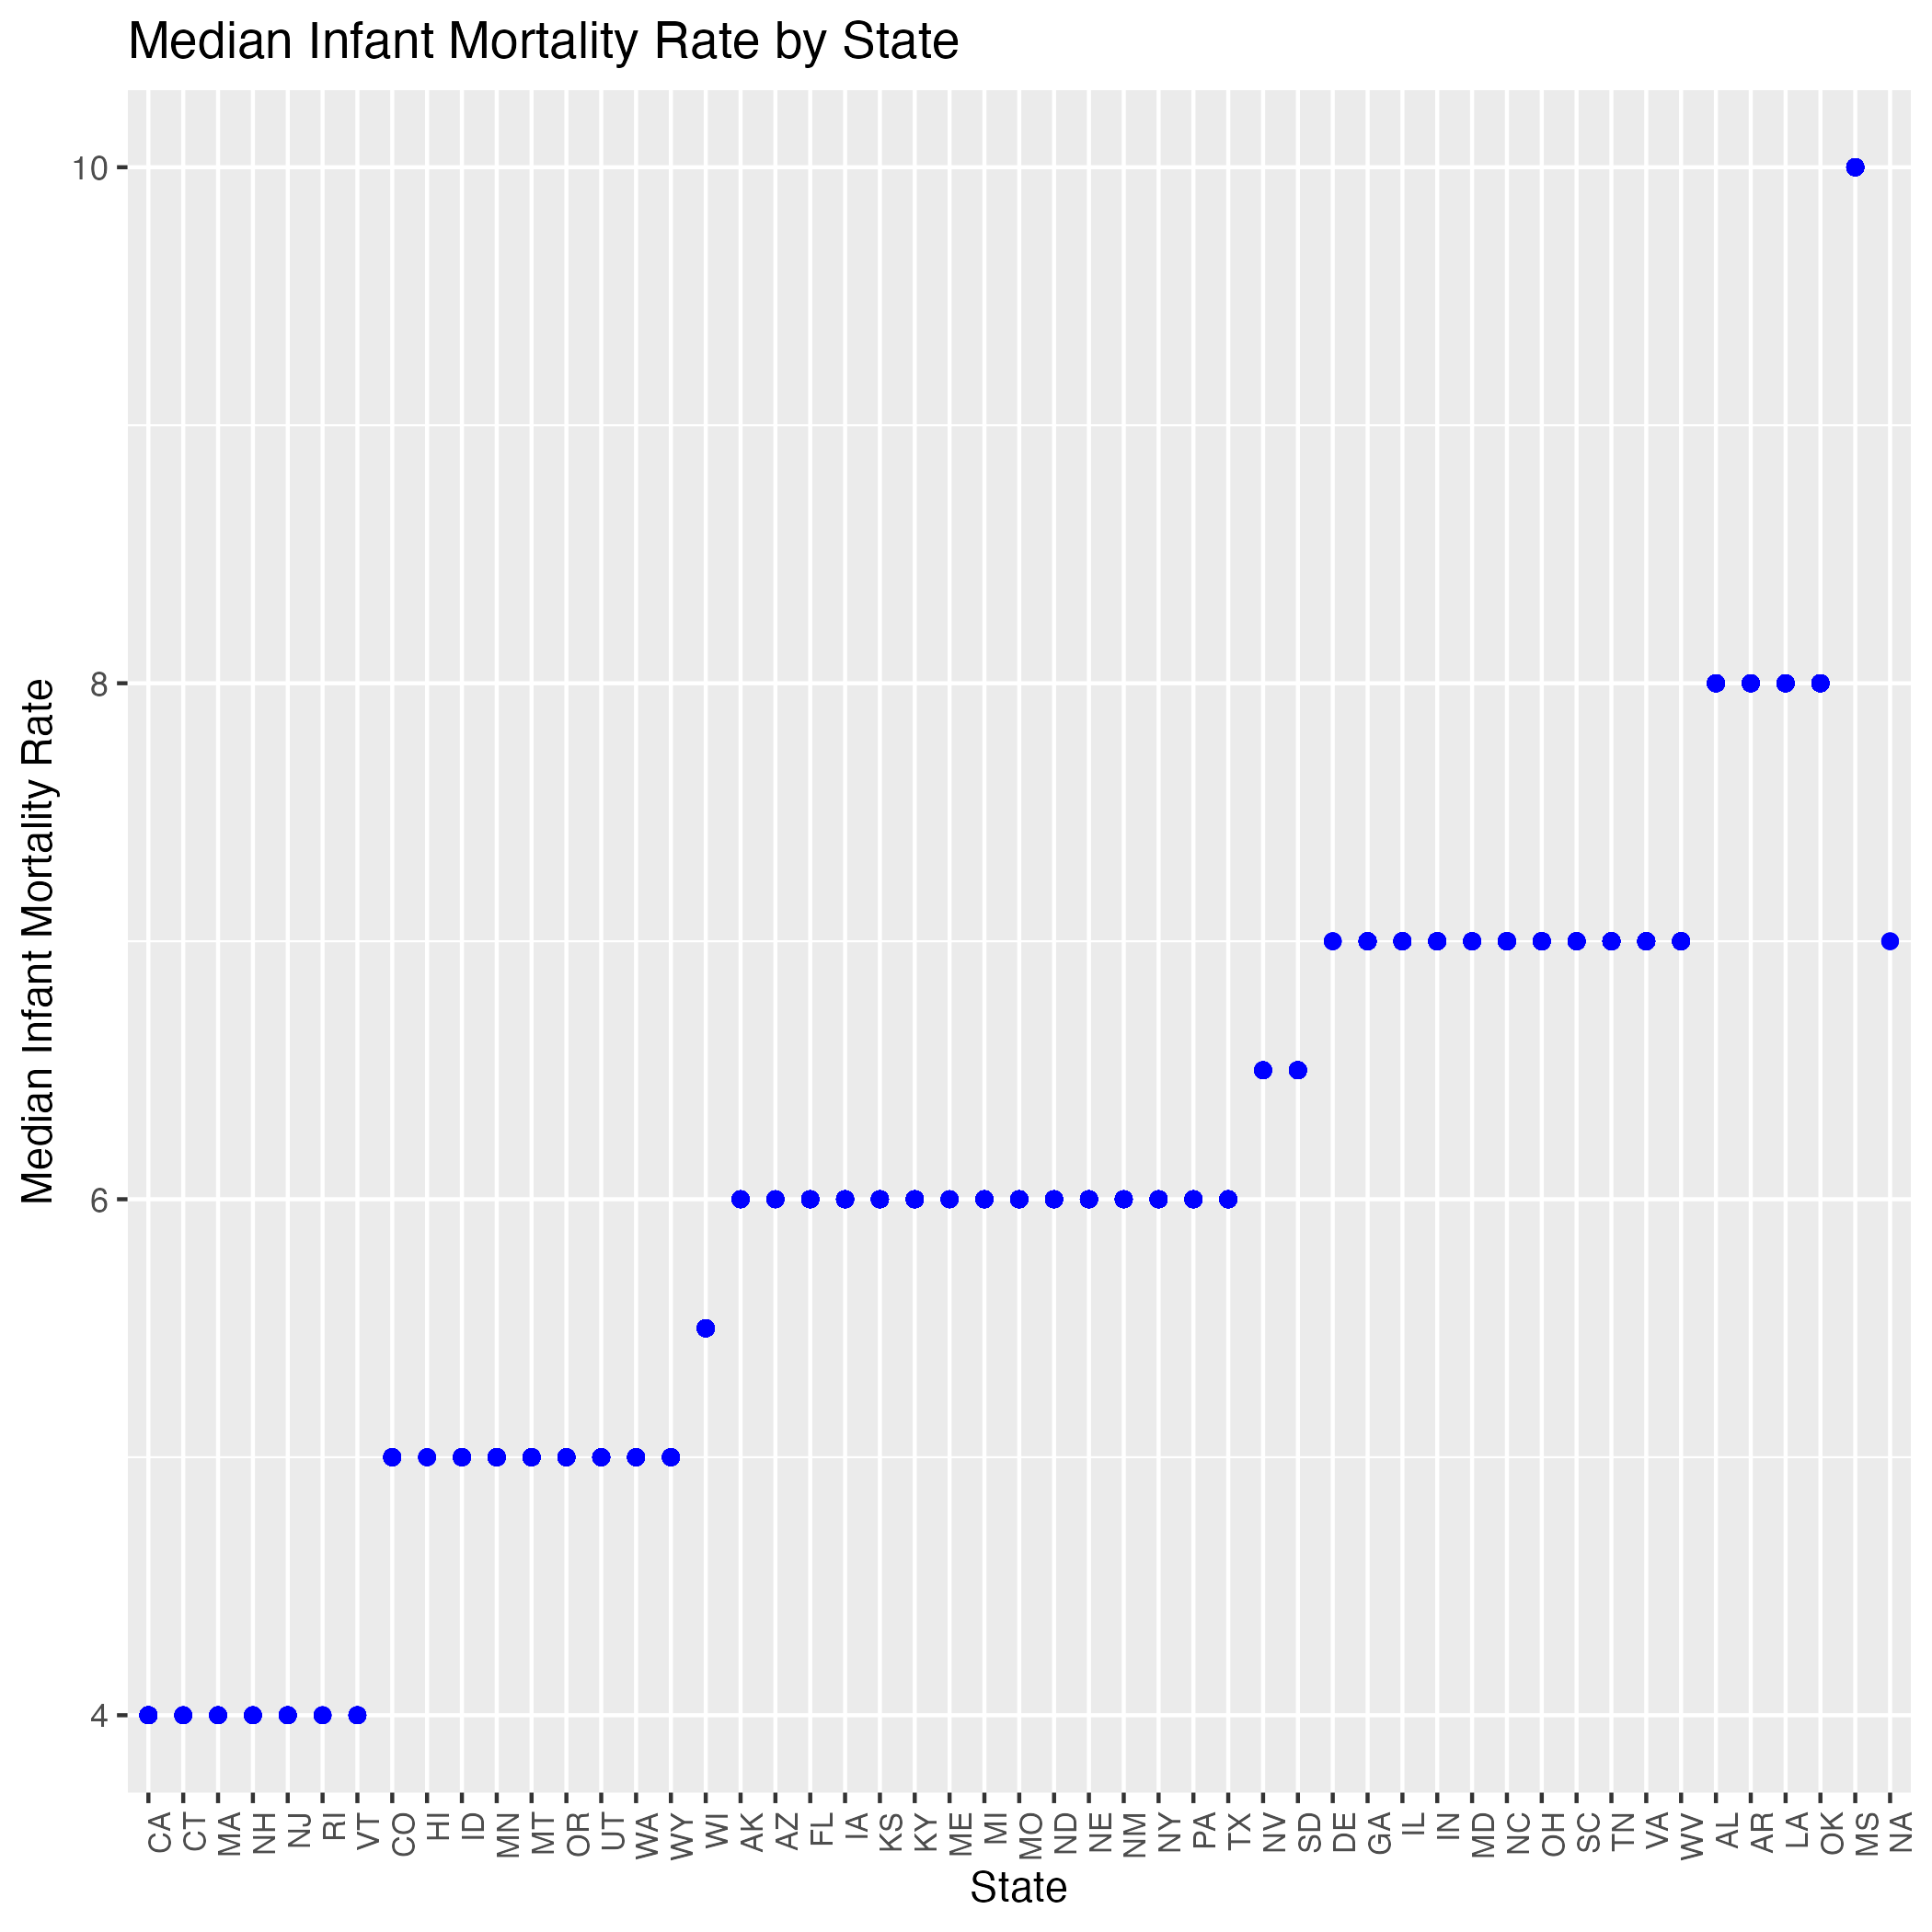 Median Infant Mortality Rate by State
Median Infant Mortality Rate
10
8
6
4
CA CT MA NH NJ RI VT CO HI ID MN MT OR UT WA WY WI AK AZ FL IA KS KY ME MI MO ND NE NM NY PA TX NV SD DE GA IL IN MD NC OH SC TN VA WV AL AR LA OK MS NA
State